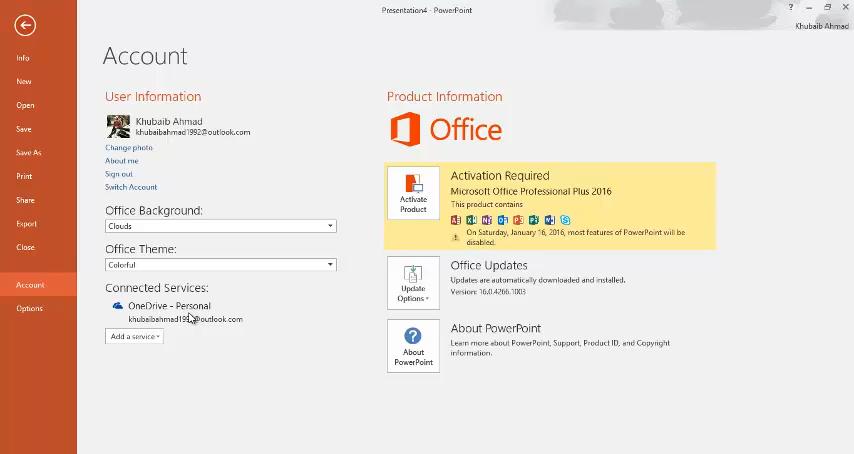 Presentation4 - PowerPoint
?
Khubaib Ahmad
Info
New
Open
Save
Save As
Print
Share
Export
Close
Account
Options
Account
User Information
Khubaib Ahmad
khubaibahmad1992@outlook.com
Change photo
About me
Sign out
Switch Account
Office Background:
Clouds
Office Theme:
Colorful
Connected Services:
OneDrive - Personal
khubaibahmad1992@outlook.com
Add a service
Product Information
Office
Activate
Product
Activation Required
Microsoft Office Professional Plus 2016
This product contains
On Saturday, January 16, 2016, most features of PowerPoint will be
disabled.
Update
Options
Office Updates
Updates are automatically downloaded and installed.
Version: 16.0.4266.1003
?
About
PowerPoint
About PowerPoint
Learn more about PowerPoint, Support, Product ID, and Copyright
information.